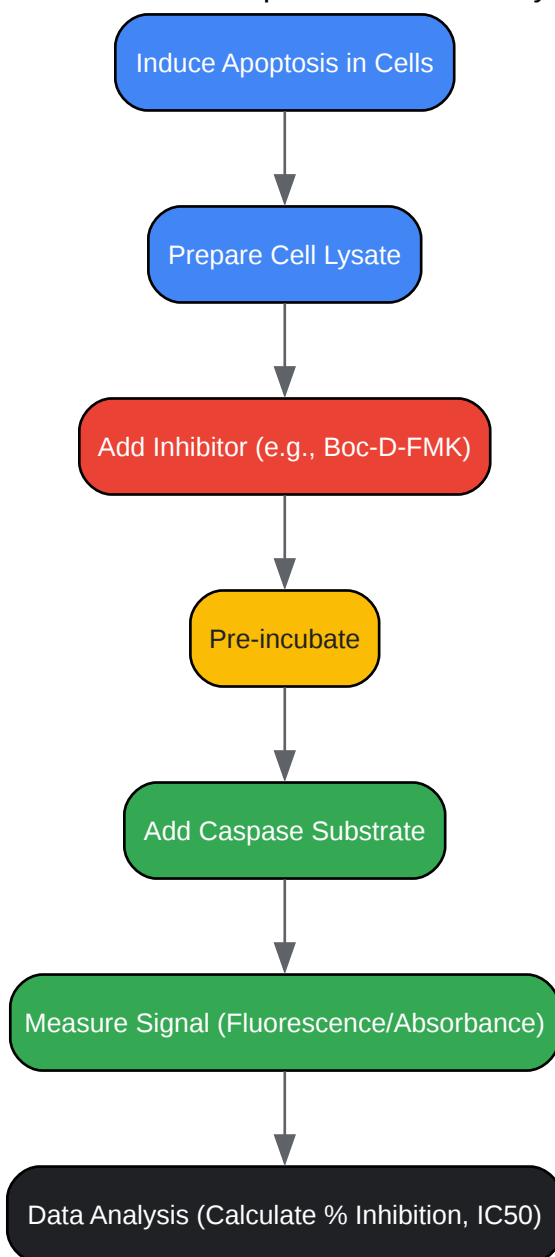 Induce Apoptosis in Cells
Prepare Cell Lysate
Add Inhibitor (e.g., Boc-D-FMK)
Pre-incubate
Add Caspase Substrate
Measure Signal (Fluorescence/Absorbance)
Data Analysis (Calculate % Inhibition, IC50)